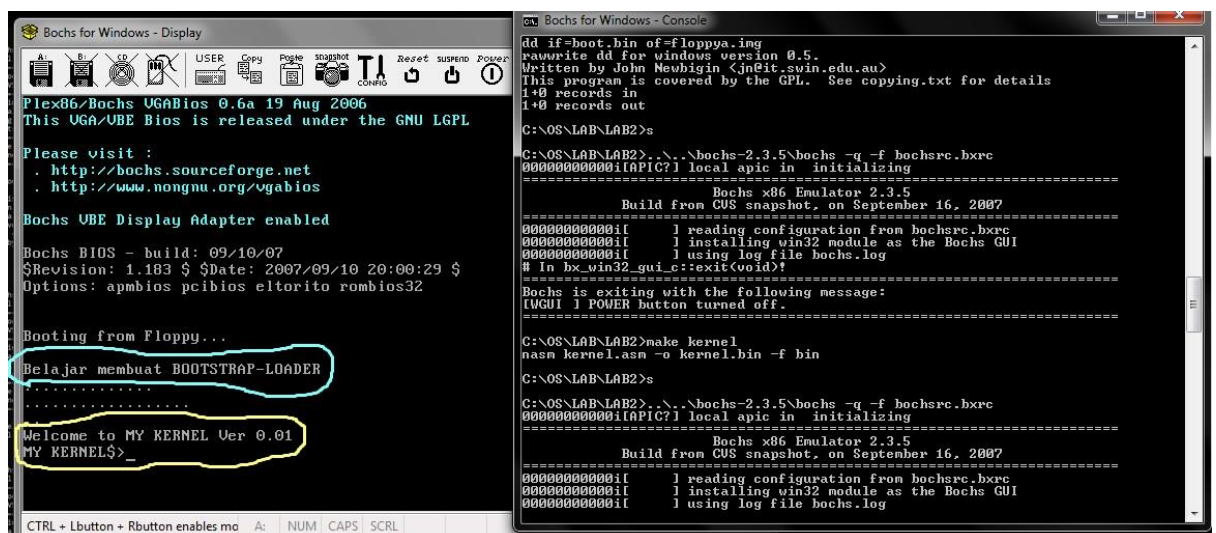 Bochs for Windows - Display
A:
B:
CD
USER
Copy
Paste
snapshot
CONFIG
Reset
SUSPEND
Power
Plex86/Bochs VGABios 0.6a 19 Aug 2006
This VGA/VBE Bios is released under the GNU LGPL
Please visit :
. http://bochs.sourceforge.net
. http://www.nongnu.org/vgabios
Bochs VBE Display Adapter enabled
Bochs BIOS - build: 09/10/07
$Revision: 1.183 $ $Date: 2007/09/10 20:00:29 $
Options: apmbios pcibios eltorito rombios32
Booting from Floppy...
Belajar membuat BOOTSTRAP-LOADER
..............
..................
Welcome to MY KERNEL Ver 0.01
MY KERNEL$>_
CTRL + Lbutton + Rbutton enables mo
A:
NUM
CAPS
SCRL
Bochs for Windows - Console
dd if=boot.bin of=floppya.img
rawwrite dd for windows version 0.5.
Written by John Newbigin <jn@it.swin.edu.au>
This program is covered by the GPL.  See copying.txt for details
1+0 records in
1+0 records out
C:\OS\LAB\LAB2>s
C:\OS\LAB\LAB2>..\..\bochs-2.3.5\bochs -q -f bochsrc.bxrc
00000000000i[APIC?] local apic in  initializing
========================================================================
Bochs x86 Emulator 2.3.5
Build from CVS snapshot, on September 16, 2007
========================================================================
00000000000i[     ] reading configuration from bochsrc.bxrc
00000000000i[     ] installing win32 module as the Bochs GUI
00000000000i[     ] using log file bochs.log
# In bx_win32_gui_c::exit(void)!
========================================================================
Bochs is exiting with the following message:
[WGUI ] POWER button turned off.
========================================================================
C:\OS\LAB\LAB2>make kernel
nasm kernel.asm -o kernel.bin -f bin
C:\OS\LAB\LAB2>s
C:\OS\LAB\LAB2>..\..\bochs-2.3.5\bochs -q -f bochsrc.bxrc
00000000000i[APIC?] local apic in  initializing
========================================================================
Bochs x86 Emulator 2.3.5
Build from CVS snapshot, on September 16, 2007
========================================================================
00000000000i[     ] reading configuration from bochsrc.bxrc
00000000000i[     ] installing win32 module as the Bochs GUI
00000000000i[     ] using log file bochs.log